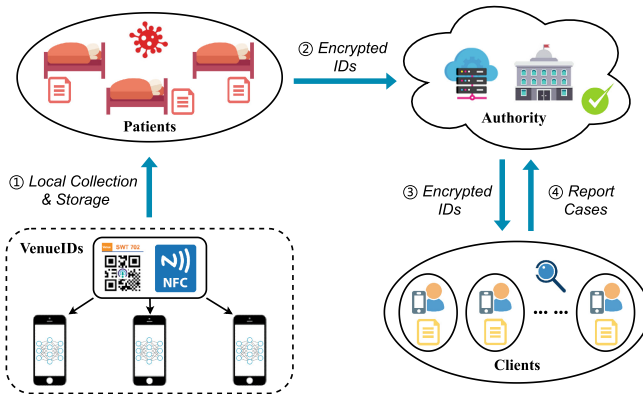 ② Encrypted
IDs
Patients
Authority
① Local Collection
& Storage
③ Encrypted
IDs
④ Report
Cases
VenueIDs
SWT 702
NFC
... ...
Clients